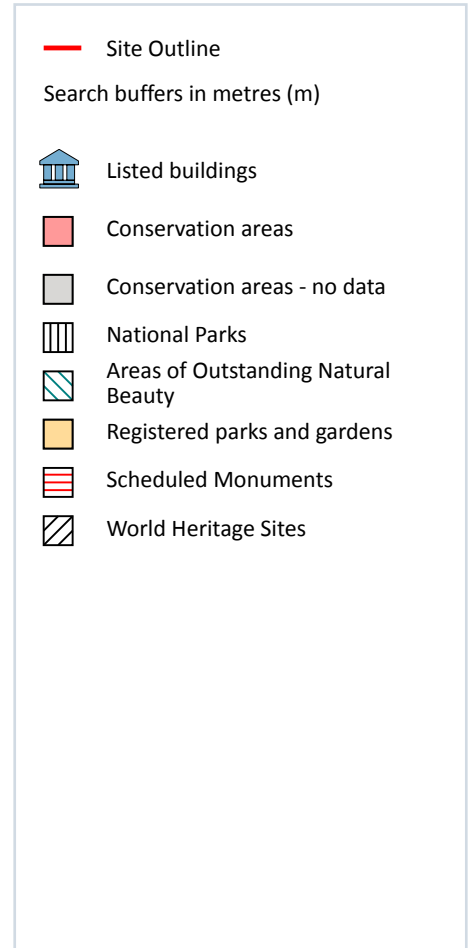 Site Outline
Search buffers in metres (m)
Listed buildings
Conservation areas
Conservation areas - no data
National Parks
Areas of Outstanding Natural
Beauty
Registered parks and gardens
Scheduled Monuments
World Heritage Sites